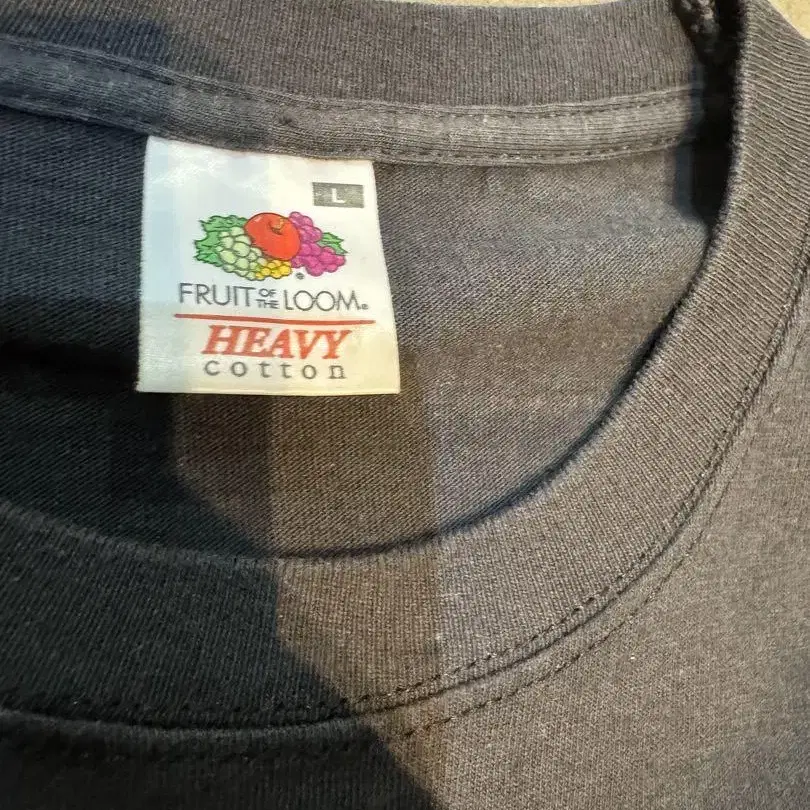 L
FRUIT OF THE LOOM®
HEAVY
cotton